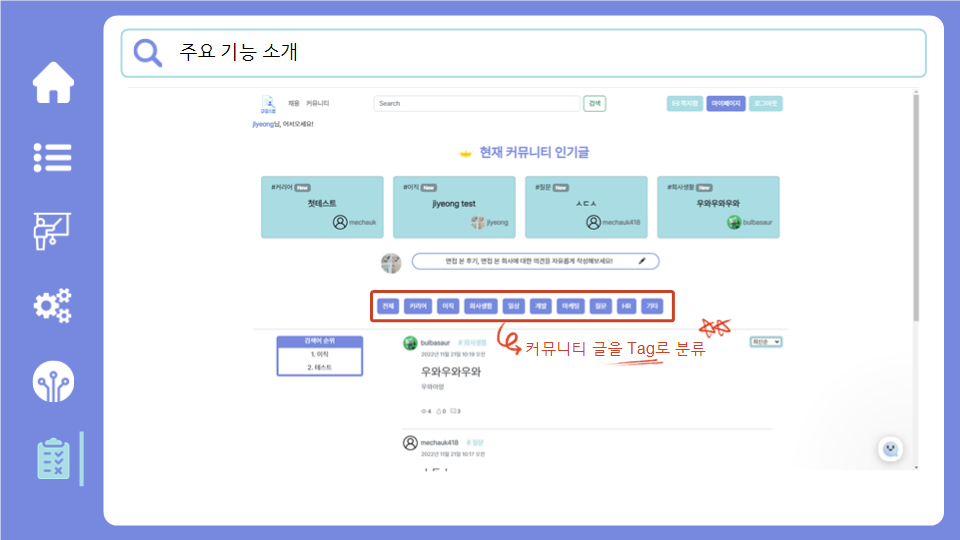 주요 기능 소개
채용 커뮤니티
Search
검색
쪽지함
마이페이지
로그아웃
jiyeong님, 어서오세요!
현재 커뮤니티 인기글
#커리어 New
첫테스트
mechauk
#이직 New
jiyeong test
jiyeong
#질문 New
ㅅㄷㅅ
mechauk418
#회사생활 New
우와우와우와
bulbasaur
면접 본 후기, 면접 본 회사에 대한 의견을 자유롭게 작성해보세요!
전체 커리어 이직 회사생활 일상 개발 마케팅 질문 HR 기타
커뮤니티 글을 Tag로 분류
최신순
검색어 순위
1. 이직
2. 테스트
bulbasaur #회사생활
2022년 11월 21일 10:19 오전
우와우와우와
우와아앙
4 0 3
mechauk418 #질문
2022년 11월 21일 10:17 오전